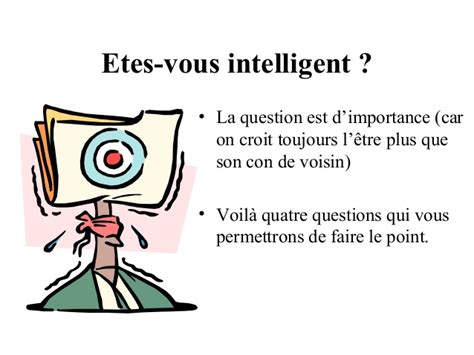 Etes-vous intelligent ?
• La question est d’importance (car
on croit toujours l’être plus que
son con de voisin)
• Voilà quatre questions qui vous
permettrons de faire le point.